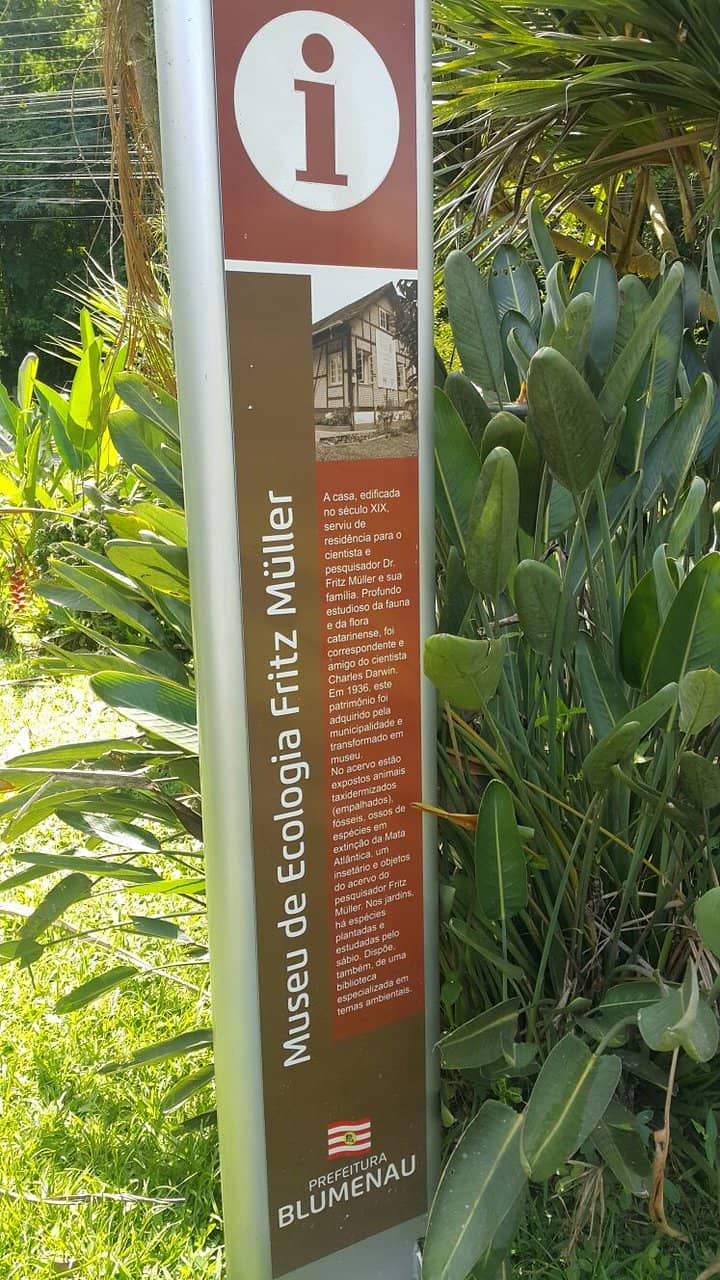 i
Museu de Ecologia Fritz Müller
A casa, edificada
no século XIX,
serviu de
residência para o
cientista e
pesquisador Dr.
Fritz Müller e sua
família. Profundo
estudioso da fauna
e da flora
catarinense, foi
correspondente e
amigo do cientista
Charles Darwin.
Em 1936, este
patrimônio foi
adquirido pela
municipalidade e
transformado em
museu.
No acervo estão
expostos animais
taxidermizados
(empalhados),
fósseis, ossos de
espécies em
extinção da Mata
Atlântica, um
insetário e objetos
do acervo do
pesquisador Fritz
Müller. Nos jardins,
há espécies
plantadas e
estudadas pelo
sábio. Dispõe,
também, de uma
biblioteca
especializada em
temas ambientais.
PREFEITURA
BLUMENAU